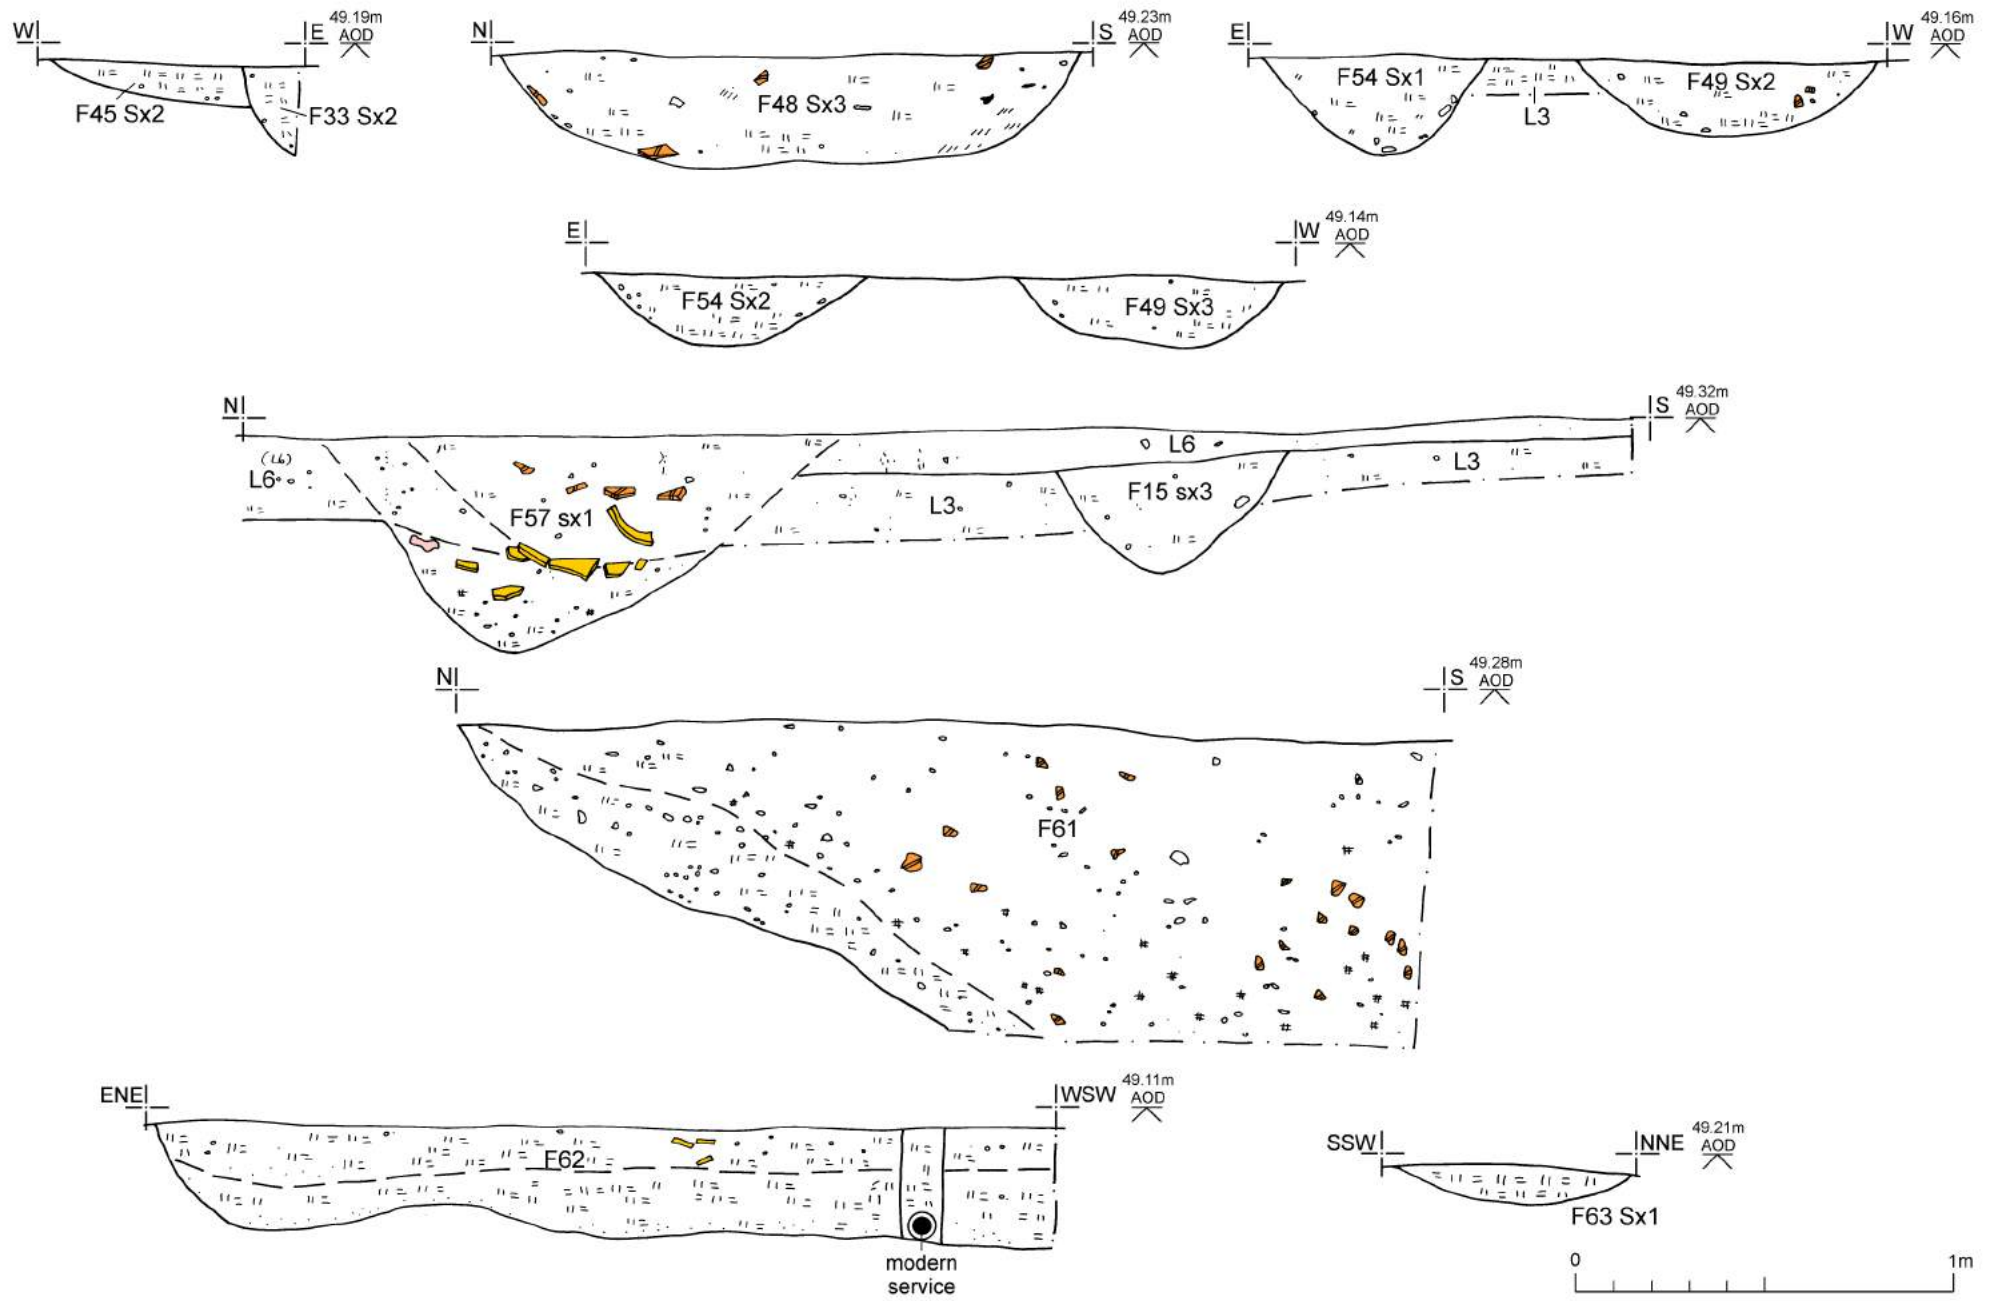 W E 49.19m AOD
F45 Sx2
F33 Sx2
N S 49.23m AOD
F48 Sx3
E W 49.16m AOD
F54 Sx1
L3
F49 Sx2
E W 49.14m AOD
F54 Sx2
F49 Sx3
N S 49.32m AOD
(L6)
L6
F57 sx1
L6
L3
F15 sx3
L3
N S 49.28m AOD
F61
ENE WSW 49.11m AOD
F62
modern
service
SSW NNE 49.21m AOD
F63 Sx1
0 1m